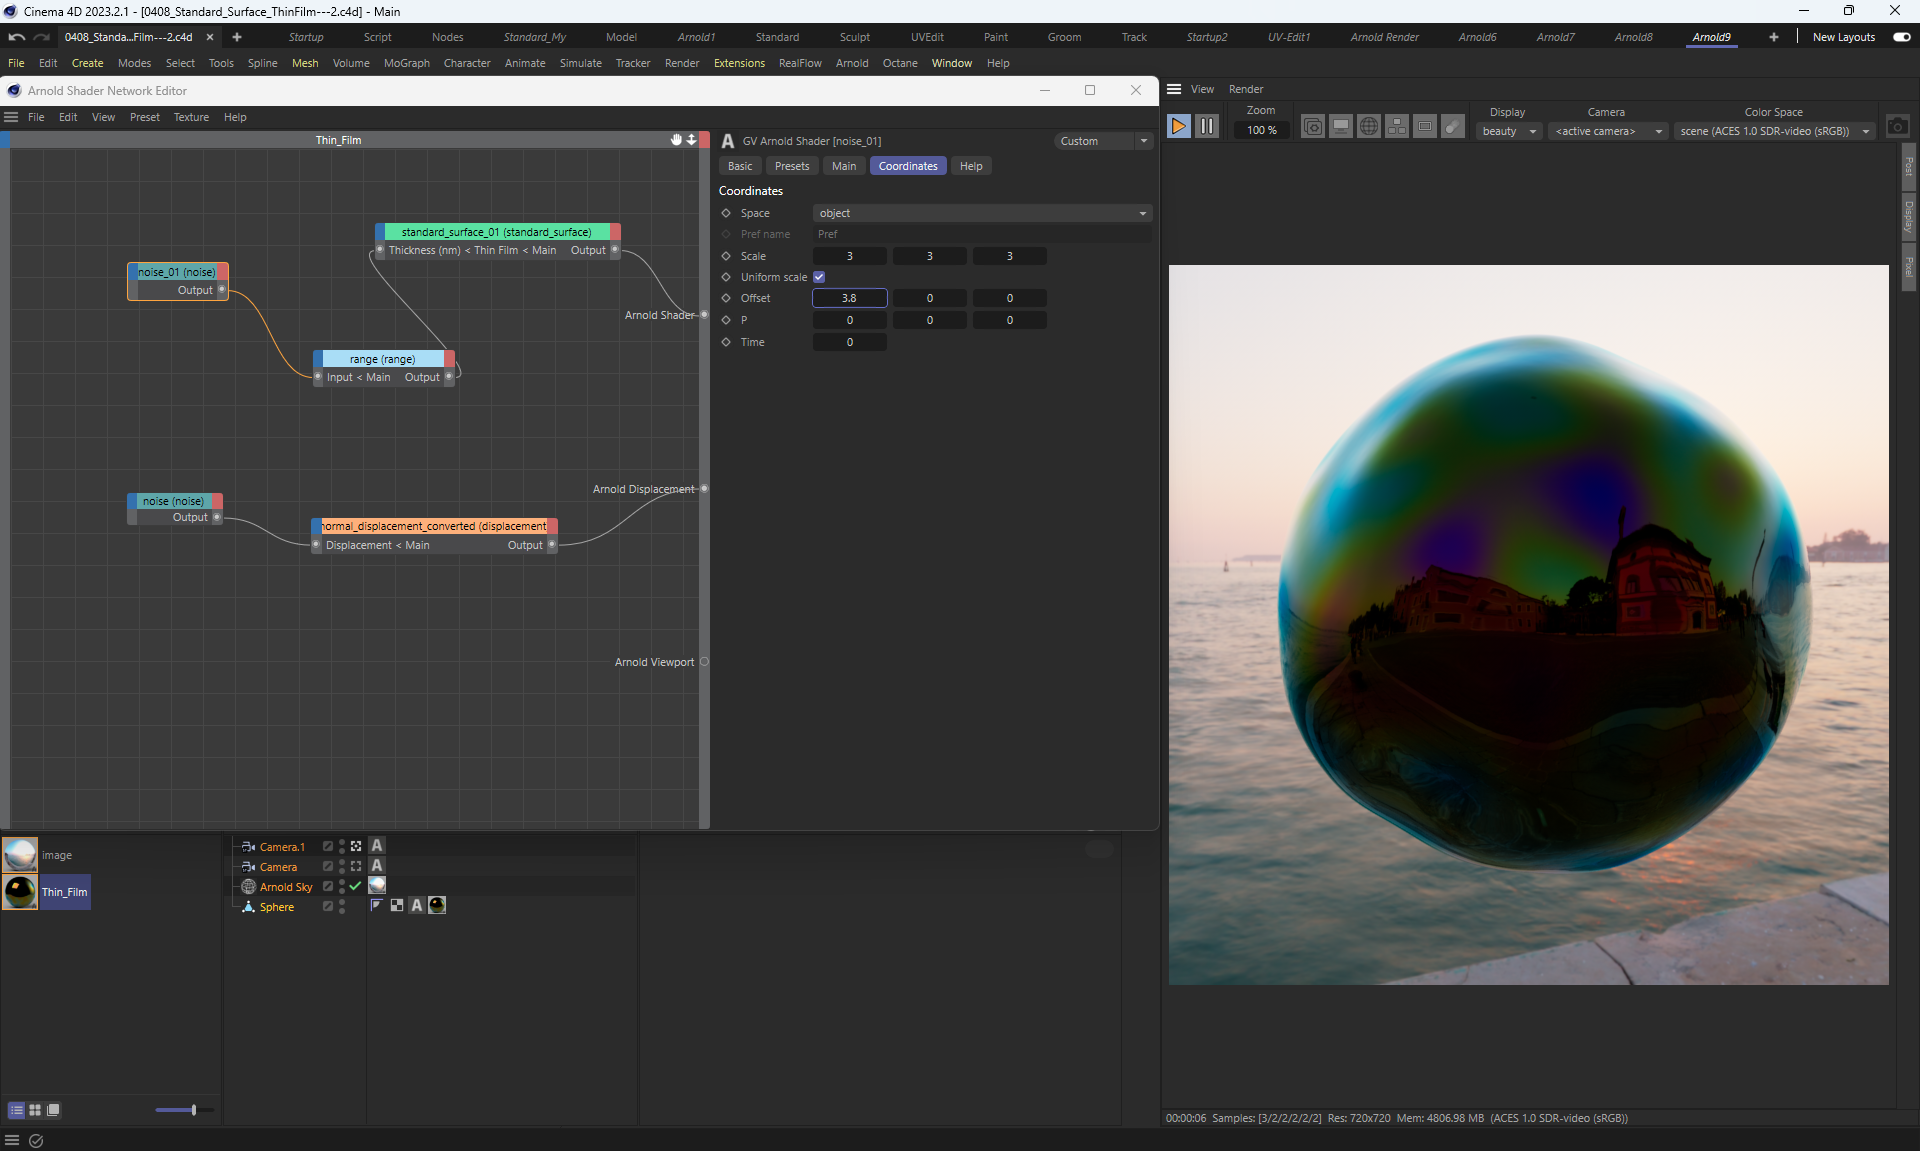 Cinema 4D 2023.2.1 - [0408_Standard_Surface_ThinFilm---2.c4d] - Main
0408_Standa...Film---2.c4d
Startup Script Nodes Standard_My Model Arnold1 Standard Sculpt UVEdit Paint Groom Track Startup2 UV-Edit1 Arnold Render Arnold6 Arnold7 Arnold8 Arnold9 New Layouts
File Edit Create Modes Select Tools Spline Mesh Volume MoGraph Character Animate Simulate Tracker Render Extensions RealFlow Arnold Octane Window Help
Arnold Shader Network Editor
File Edit View Preset Texture Help
Thin_Film
standard_surface_01 (standard_surface)
Thickness (nm) < Thin Film < Main Output
noise_01 (noise)
Output
Arnold Shader
range (range)
Input < Main Output
Arnold Displacement
noise (noise)
Output
normal_displacement_converted (displacement
Displacement < Main Output
Arnold Viewport
A GV Arnold Shader [noise_01] Custom
Basic Presets Main Coordinates Help
Coordinates
Space object
Pref name Pref
Scale 3 3 3
Uniform scale
Offset 3.8 0 0
P 0 0 0
Time 0
View Render
Zoom
100 %
Display
beauty
Camera
<active camera>
Color Space
scene (ACES 1.0 SDR-video (sRGB))
Post
Display
Pixel
image
Thin_Film
Camera.1 A
Camera A
Arnold Sky
Sphere A
00:00:06 Samples: [3/2/2/2/2/2] Res: 720x720 Mem: 4806.98 MB (ACES 1.0 SDR-video (sRGB))